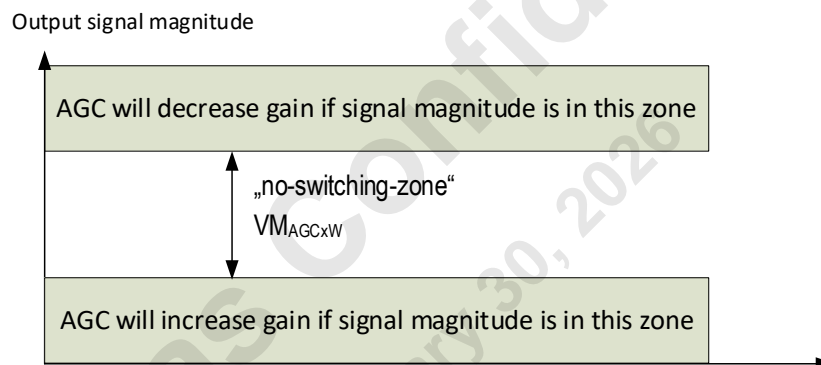 Output signal magnitude
AGC will decrease gain if signal magnitude is in this zone
„no-switching-zone“
VMAGCxW
AGC will increase gain if signal magnitude is in this zone